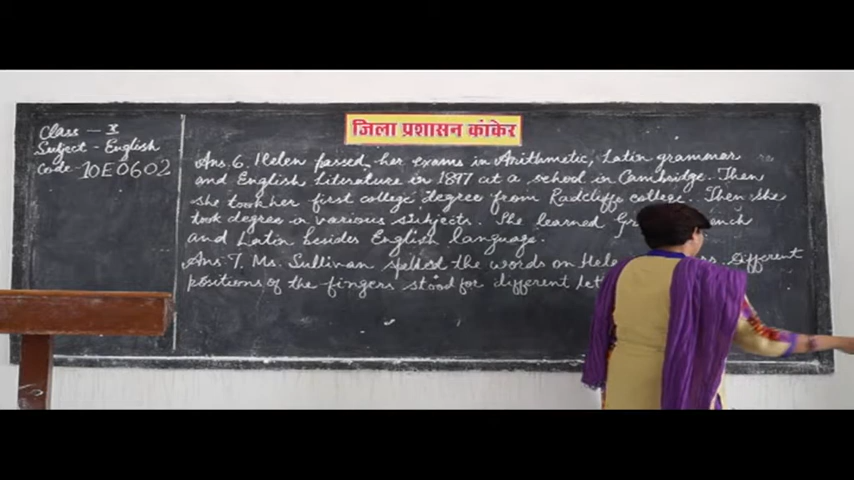 जिला प्रशासन कांकेर
Class - X
Subject - English
Code - 10E0602
Ans. 6. Helen passed her exams in Arithmetic, Latin grammar
and English Literature in 1897 at a school in Cambridge. Then
she took her first college degree from Radcliffe college. Then she
took degree in various subjects. She learned
and Latin besides English language.
Ans 7. Ms. Sullivan spelled the words on different
positions of the fingers stood for different